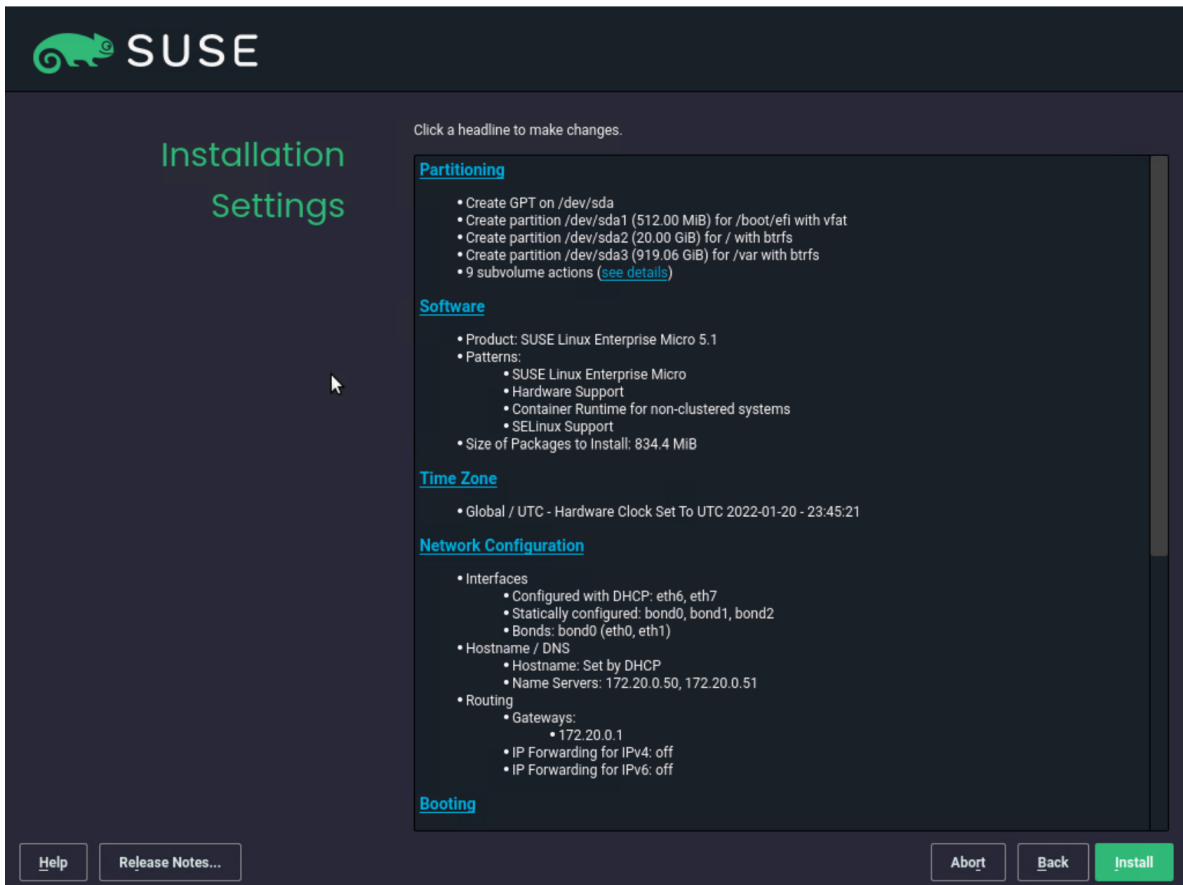 SUSE
Installation
Settings
Click a headline to make changes.
Partitioning
• Create GPT on /dev/sda
• Create partition /dev/sda1 (512.00 MiB) for /boot/efi with vfat
• Create partition /dev/sda2 (20.00 GiB) for / with btrfs
• Create partition /dev/sda3 (919.06 GiB) for /var with btrfs
• 9 subvolume actions (see details)
Software
• Product: SUSE Linux Enterprise Micro 5.1
• Patterns:
• SUSE Linux Enterprise Micro
• Hardware Support
• Container Runtime for non-clustered systems
• SELinux Support
• Size of Packages to Install: 834.4 MiB
Time Zone
• Global / UTC - Hardware Clock Set To UTC 2022-01-20 - 23:45:21
Network Configuration
• Interfaces
• Configured with DHCP: eth6, eth7
• Statically configured: bond0, bond1, bond2
• Bonds: bond0 (eth0, eth1)
• Hostname / DNS
• Hostname: Set by DHCP
• Name Servers: 172.20.0.50, 172.20.0.51
• Routing
• Gateways:
• 172.20.0.1
• IP Forwarding for IPv4: off
• IP Forwarding for IPv6: off
Booting
Help Release Notes... Abort Back Install